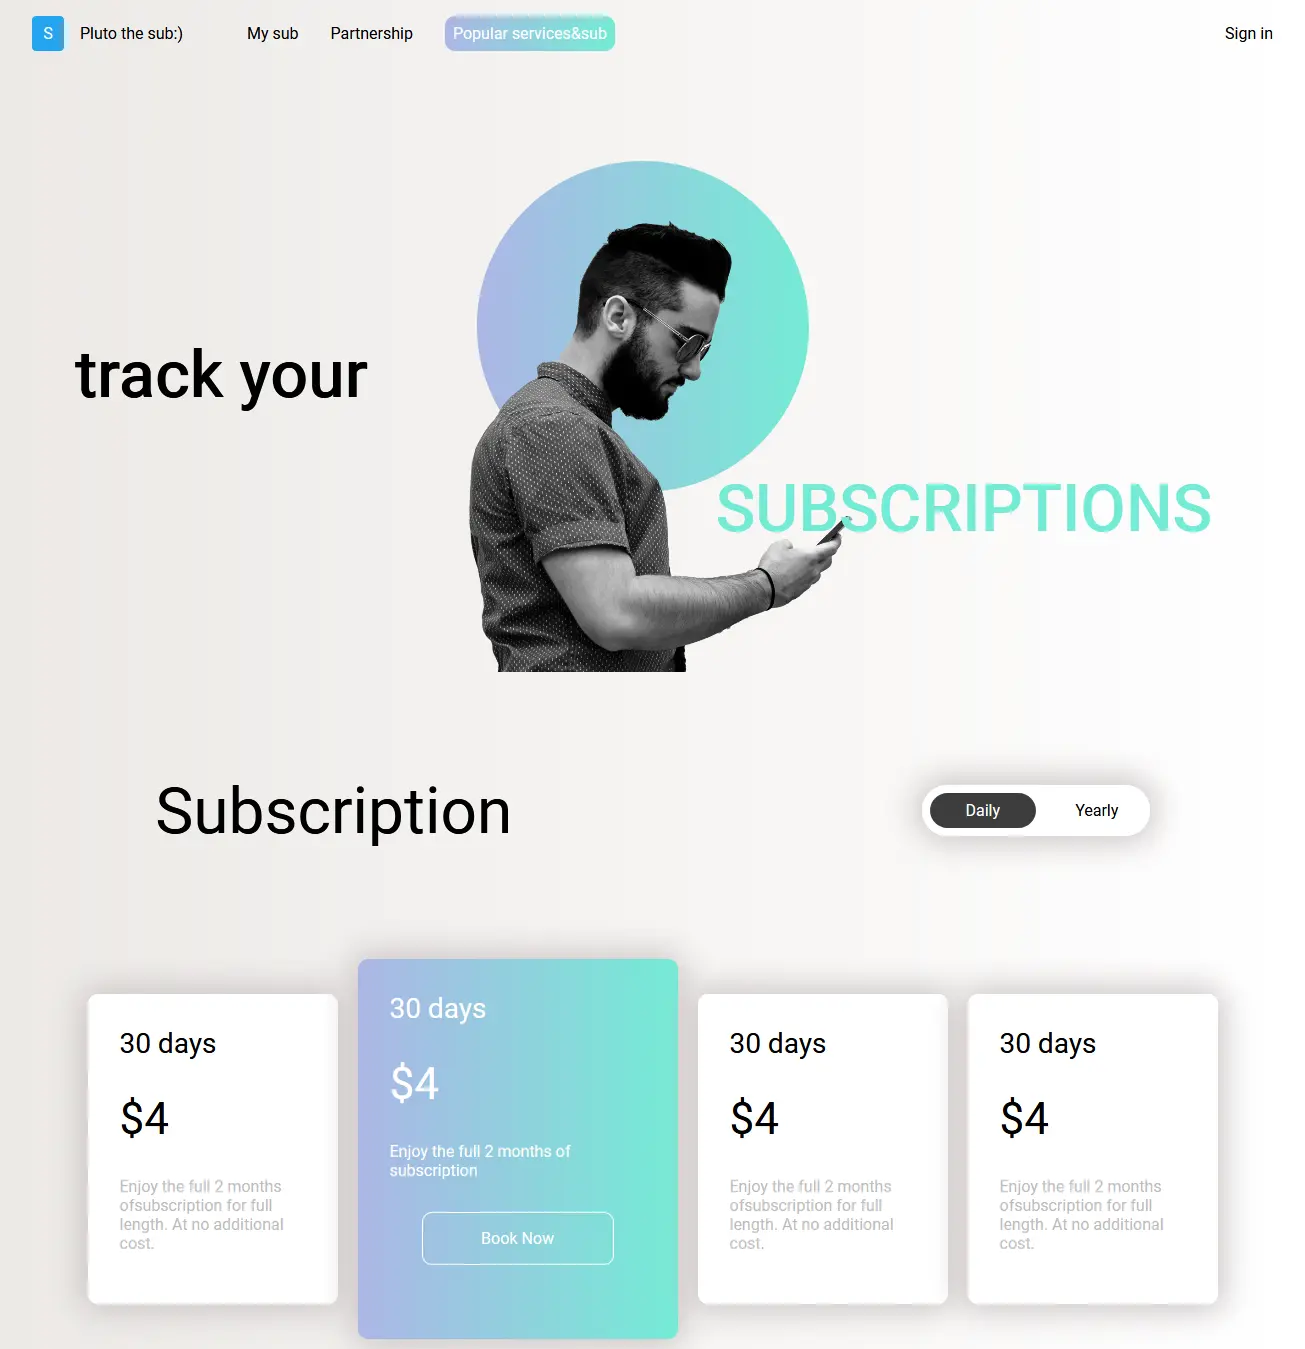 S Pluto the sub:) My sub Partnership Popular services&sub Sign in
track your
SUBSCRIPTIONS
Subscription
Daily Yearly
30 days
$4
Enjoy the full 2 months
ofsubscription for full
length. At no additional
cost.
30 days
$4
Enjoy the full 2 months of
subscription
Book Now
30 days
$4
Enjoy the full 2 months
ofsubscription for full
length. At no additional
cost.
30 days
$4
Enjoy the full 2 months
ofsubscription for full
length. At no additional
cost.